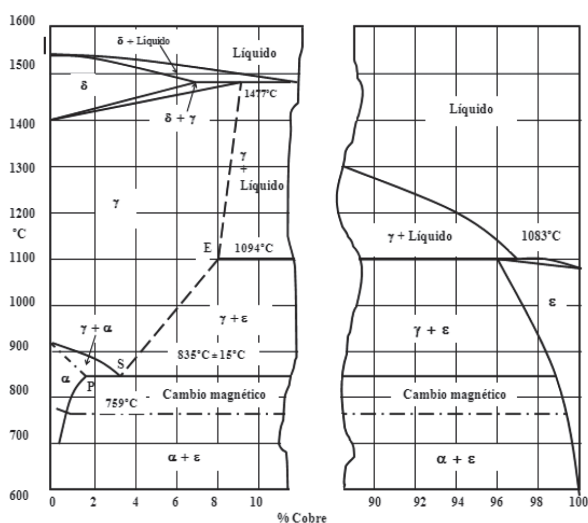 1600
1500
1400
1300
1200
°C
1100
1000
900
800
700
600
δ + Líquido
Líquido
δ
δ + γ
1477°C
γ
+
Líquido
γ
E
1094°C
γ + ε
γ + α
S
835°C ± 15°C
α
P
759°C
Cambio magnético
α + ε
Líquido
γ + Líquido
1083°C
ε
γ + ε
Cambio magnético
α + ε
0 2 4 6 8 10 90 92 94 96 98 100
% Cobre